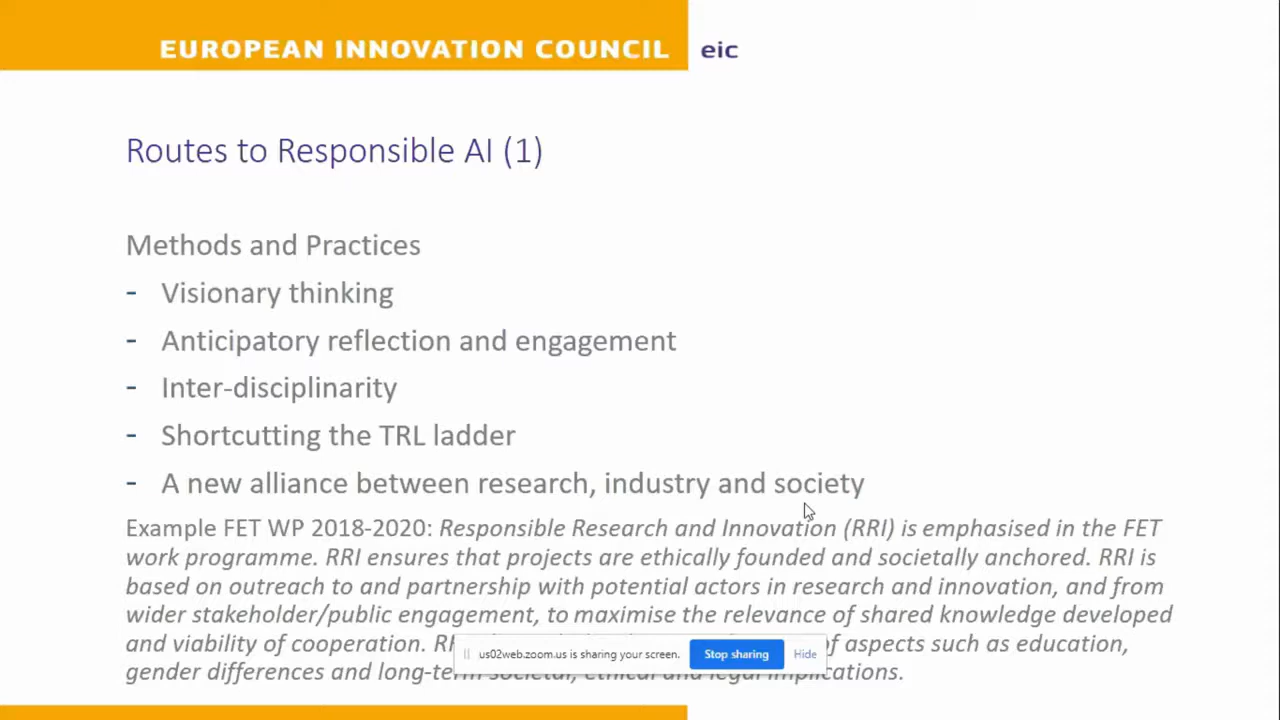 EUROPEAN INNOVATION COUNCIL eic
Routes to Responsible AI (1)
Methods and Practices
- Visionary thinking
- Anticipatory reflection and engagement
- Inter-disciplinarity
- Shortcutting the TRL ladder
- A new alliance between research, industry and society
Example FET WP 2018-2020: Responsible Research and Innovation (RRI) is emphasised in the FET
work programme. RRI ensures that projects are ethically founded and societally anchored. RRI is
based on outreach to and partnership with potential actors in research and innovation, and from
wider stakeholder/public engagement, to maximise the relevance of shared knowledge developed
and viability of cooperation. of aspects such as education,
us02web.zoom.us is sharing your screen. Stop sharing Hide
gender differences and long-term societal, ethical and legal implications.